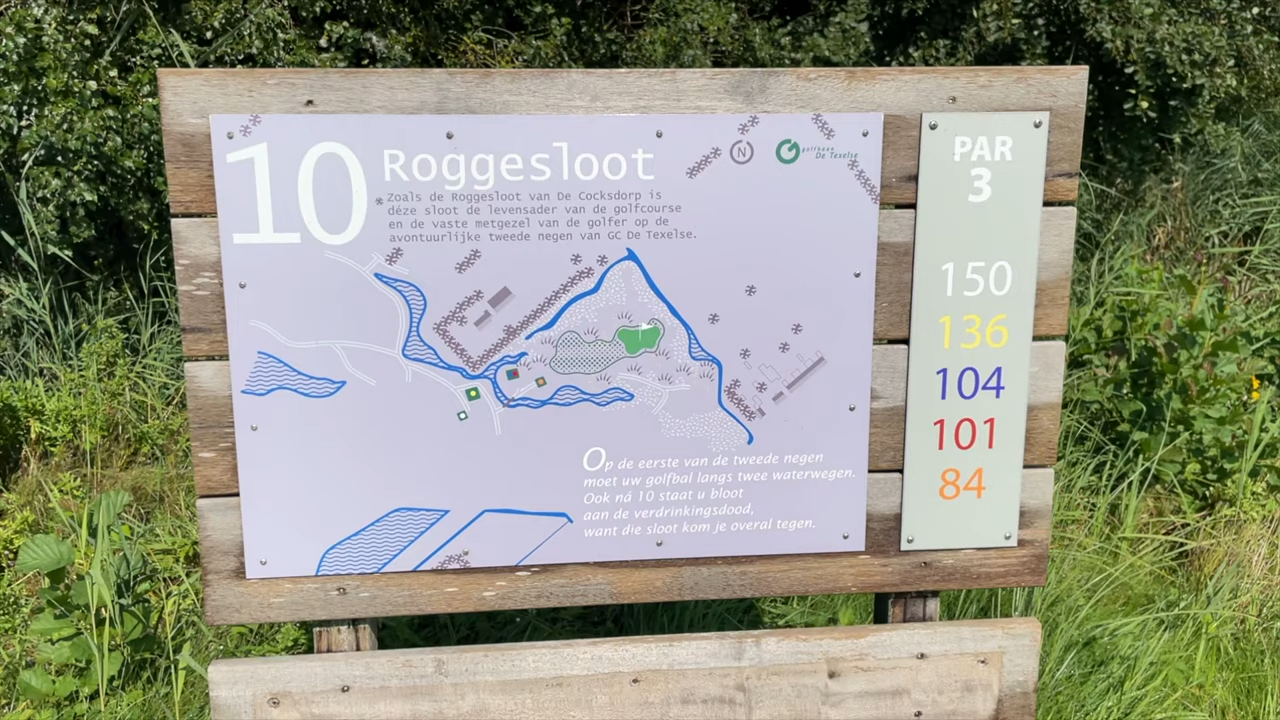 10 Roggesloot
Zoals de Roggesloot van De Cocksdorp is
déze sloot de levensader van de golfcourse
en de vaste metgezel van de golfer op de
avontuurlijke tweede negen van GC De Texelse.
N
golfbaan
De Texelse
Op de eerste van de tweede negen
moet uw golfbal langs twee waterwegen.
Ook ná 10 staat u bloot
aan de verdrinkingsdood,
want die sloot kom je overal tegen.
PAR
3
150
136
104
101
84